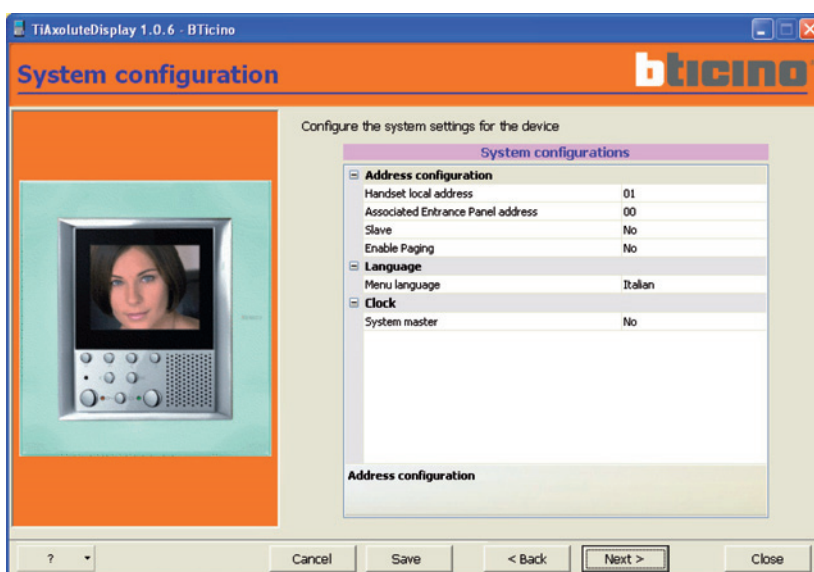 TiAxoluteDisplay 1.0.6 - BTicino
System configuration
bticino
Configure the system settings for the device
System configurations
Address configuration
Handset local address 01
Associated Entrance Panel address 00
Slave No
Enable Paging No
Language
Menu language Italian
Clock
System master No
Address configuration
? Cancel Save < Back Next > Close